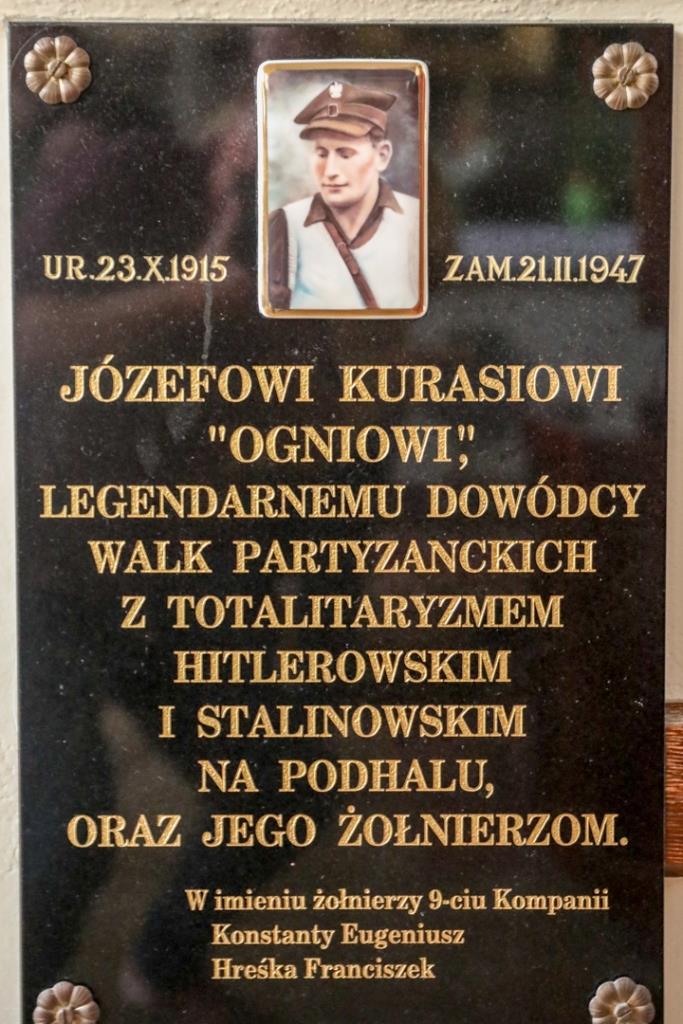 UR.23.X.1915 ZAM.21.II.1947
JÓZEFOWI KURASIOWI
"OGNIOWI",
LEGENDARNEMU DOWÓDCY
WALK PARTYZANCKICH
Z TOTALITARYZMEM
HITLEROWSKIM
I STALINOWSKIM
NA PODHALU,
ORAZ JEGO ŻOŁNIERZOM.
W imieniu żołnierzy 9-ciu Kompanii
Konstanty Eugeniusz
Hreśka Franciszek